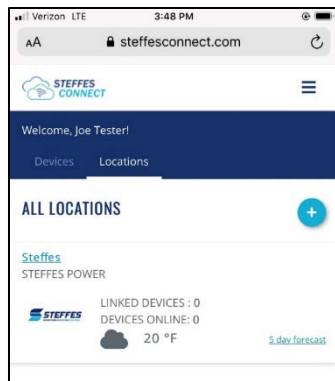 Verizon LTE 3:48 PM
AA steffesconnect.com
STEFFES
CONNECT
Welcome, Joe Tester!
Devices Locations
ALL LOCATIONS
+
Steffes
STEFFES POWER
LINKED DEVICES : 0
STEFFES DEVICES ONLINE: 0
20 °F 5 day forecast